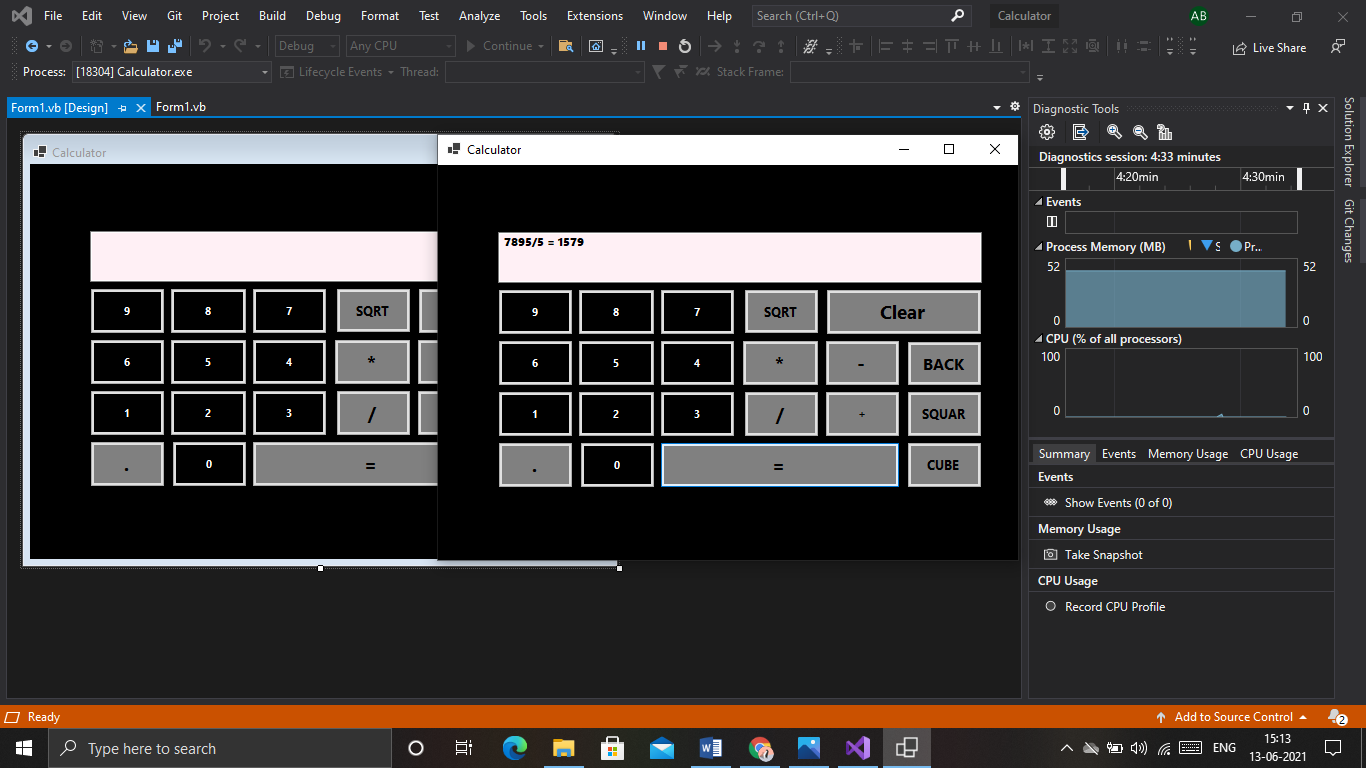 File Edit View Git Project Build Debug Format Test Analyze Tools Extensions Window Help Search (Ctrl+Q) Calculator AB
Debug Any CPU Continue Live Share
Process: [18304] Calculator.exe Lifecycle Events Thread: Stack Frame:
Form1.vb [Design] Form1.vb
Calculator
9 8 7 SQRT
6 5 4 *
1 2 3 /
. 0 =
Calculator
7895/5 = 1579
9 8 7 SQRT Clear
6 5 4 * - BACK
1 2 3 / + SQUAR
. 0 = CUBE
Diagnostic Tools
Diagnostics session: 4:33 minutes
4:20min 4:30min
Events
Process Memory (MB) S Pr...
52 52
0 0
CPU (% of all processors)
100 100
0 0
Summary Events Memory Usage CPU Usage
Events
Show Events (0 of 0)
Memory Usage
Take Snapshot
CPU Usage
Record CPU Profile
Solution Explorer
Git Changes
Ready Add to Source Control 2
Type here to search ENG 15:13
13-06-2021